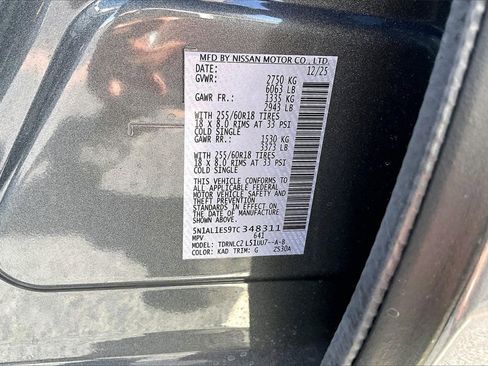 MFD BY NISSAN MOTOR CO., LTD.
DATE: 12/25
GVWR: 2750 KG
6063 LB
GAWR FR.: 1335 KG
2943 LB
WITH 255/60R18 TIRES
18 X 8.0 RIMS AT 33 PSI
COLD SINGLE
GAWR RR.: 1530 KG
3373 LB
WITH 255/60R18 TIRES
18 X 8.0 RIMS AT 33 PSI
COLD SINGLE
THIS VEHICLE CONFORMS TO
ALL APPLICABLE FEDERAL
MOTOR VEHICLE SAFETY AND THEFT
STANDARDS IN EFFECT ON THE
DATE OF MANUFACTURE
5N1AL1ES9TC348311
MPV 641
MODEL: TDRNLC2 L51UU7--A-B
COLOR: KAD TRIM: G 2530A